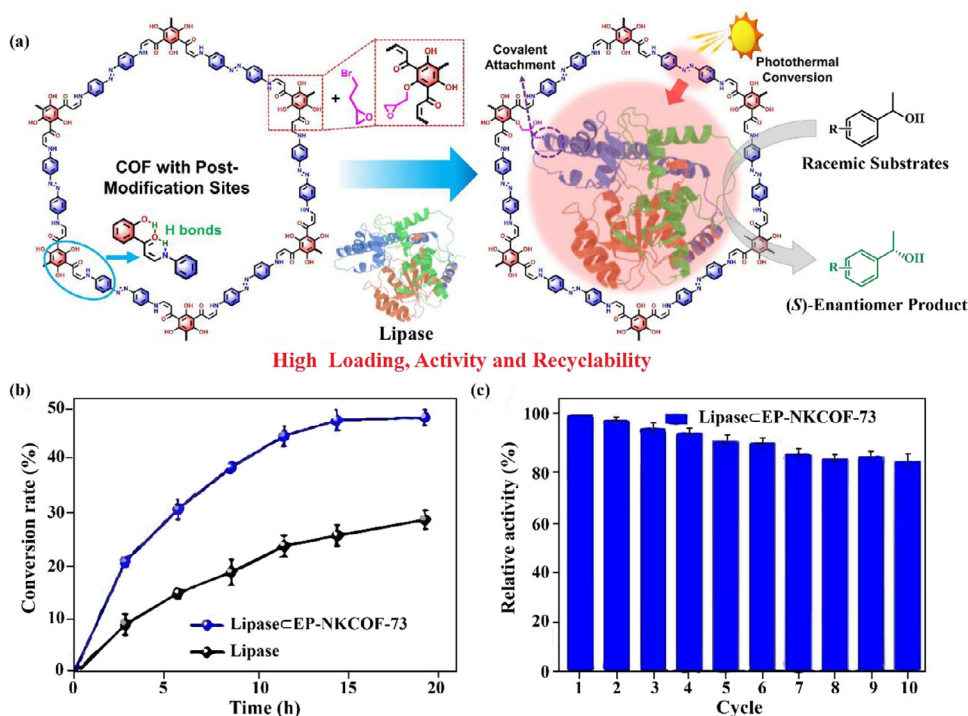 (a)
Br
O
+
COF with Post-
Modification Sites
H bonds
Lipase
Covalent
Attachment
Photothermal
Conversion
R
OII
Racemic Substrates
R
OII
(S)-Enantiomer Product
High Loading, Activity and Recyclability
(b)
Conversion rate (%)
50
40
30
20
10
0
Lipase⊂EP-NKCOF-73
Lipase
0 5 10 15 20
Time (h)
(c)
Relative activity (%)
100
80
60
40
20
0
Lipase⊂EP-NKCOF-73
1 2 3 4 5 6 7 8 9 10
Cycle